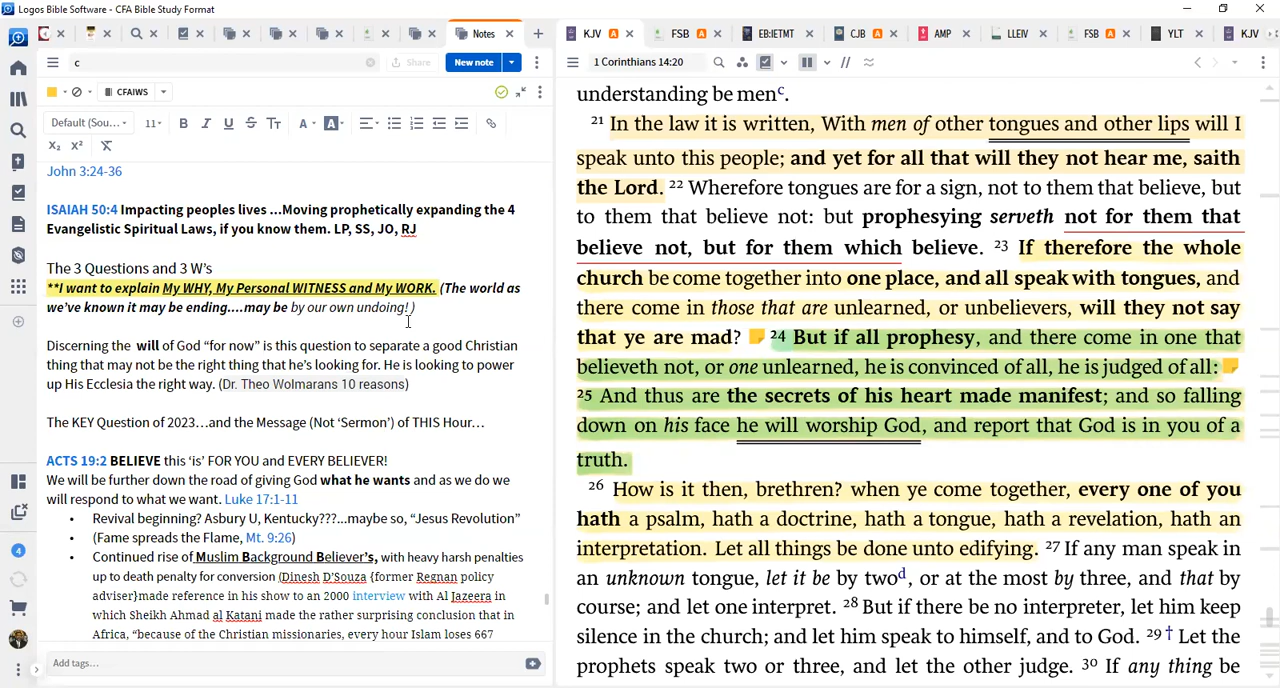 Logos Bible Software - CFA Bible Study Format
Notes
KJV A
FSB A
EB:IETMT
CJB A
AMP
LLEIV
FSB A
YLT
KJV
c
Share
New note
1 Corinthians 14:20
CFAIWS
Default (Sou...
11
B I U S Tт
A A
X₂ X²
John 3:24-36
ISAIAH 50:4 Impacting peoples lives ...Moving prophetically expanding the 4
Evangelistic Spiritual Laws, if you know them. LP, SS, JO, RJ
The 3 Questions and 3 W’s
**I want to explain My WHY, My Personal WITNESS and My WORK. (The world as
we’ve known it may be ending....may be by our own undoing! )
Discerning the will of God “for now” is this question to separate a good Christian
thing that may not be the right thing that he’s looking for. He is looking to power
up His Ecclesia the right way. (Dr. Theo Wolmarans 10 reasons)
The KEY Question of 2023...and the Message (Not ‘Sermon’) of THIS Hour...
ACTS 19:2 BELIEVE this ‘is’ FOR YOU and EVERY BELIEVER!
We will be further down the road of giving God what he wants and as we do we
will respond to what we want. Luke 17:1-11
• Revival beginning? Asbury U, Kentucky???...maybe so, “Jesus Revolution”
• (Fame spreads the Flame, Mt. 9:26)
• Continued rise of Muslim Background Believer’s, with heavy harsh penalties
up to death penalty for conversion (Dinesh D’Souza {former Regnan policy
adviser}made reference in his show to an 2000 interview with Al Jazeera in
which Sheikh Ahmad al Katani made the rather surprising conclusion that in
Africa, “because of the Christian missionaries, every hour Islam loses 667
Add tags...
4
understanding be men c.
21 In the law it is written, With men of other tongues and other lips will I
speak unto this people; and yet for all that will they not hear me, saith
the Lord. 22 Wherefore tongues are for a sign, not to them that believe, but
to them that believe not: but prophesying serveth not for them that
believe not, but for them which believe. 23 If therefore the whole
church be come together into one place, and all speak with tongues, and
there come in those that are unlearned, or unbelievers, will they not say
that ye are mad? 24 But if all prophesy, and there come in one that
believeth not, or one unlearned, he is convinced of all, he is judged of all:
25 And thus are the secrets of his heart made manifest; and so falling
down on his face he will worship God, and report that God is in you of a
truth.
26 How is it then, brethren? when ye come together, every one of you
hath a psalm, hath a doctrine, hath a tongue, hath a revelation, hath an
interpretation. Let all things be done unto edifying. 27 If any man speak in
an unknown tongue, let it be by two d, or at the most by three, and that by
course; and let one interpret. 28 But if there be no interpreter, let him keep
silence in the church; and let him speak to himself, and to God. 29 † Let the
prophets speak two or three, and let the other judge. 30 If any thing be